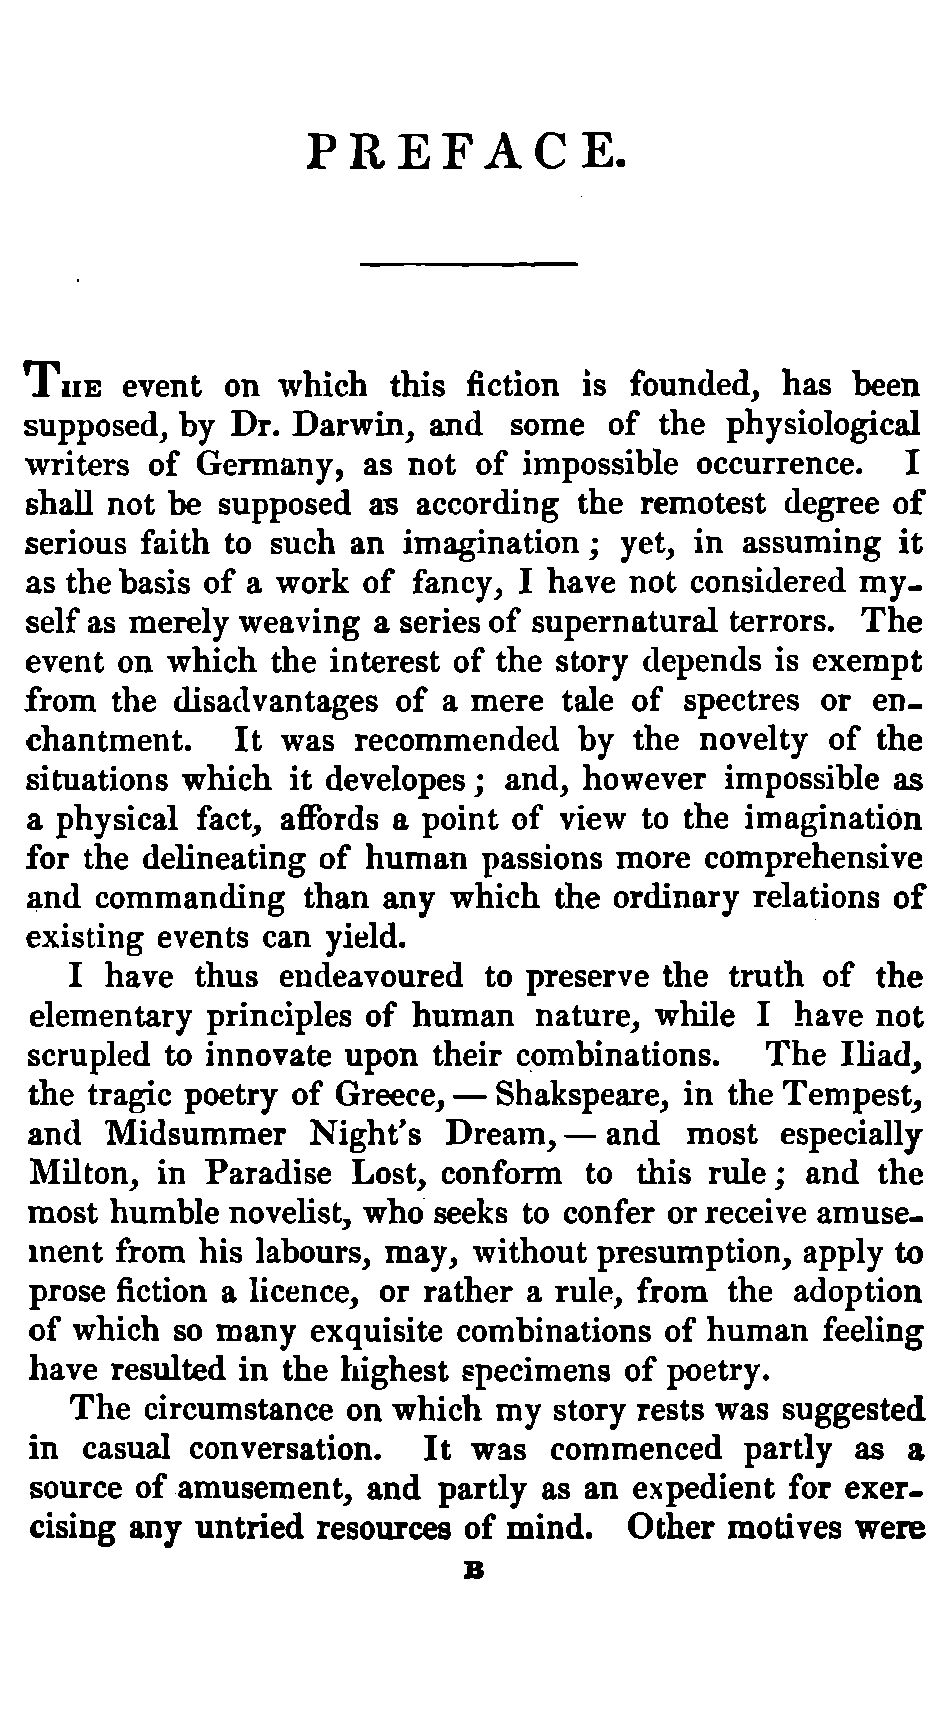 PREFACE.
THE event on which this fiction is founded, has been
supposed, by Dr. Darwin, and some of the physiological
writers of Germany, as not of impossible occurrence. I
shall not be supposed as according the remotest degree of
serious faith to such an imagination; yet, in assuming it
as the basis of a work of fancy, I have not considered my-
self as merely weaving a series of supernatural terrors. The
event on which the interest of the story depends is exempt
from the disadvantages of a mere tale of spectres or en-
chantment. It was recommended by the novelty of the
situations which it developes; and, however impossible as
a physical fact, affords a point of view to the imagination
for the delineating of human passions more comprehensive
and commanding than any which the ordinary relations of
existing events can yield.
I have thus endeavoured to preserve the truth of the
elementary principles of human nature, while I have not
scrupled to innovate upon their combinations. The Iliad,
the tragic poetry of Greece, — Shakspeare, in the Tempest,
and Midsummer Night's Dream, — and most especially
Milton, in Paradise Lost, conform to this rule; and the
most humble novelist, who seeks to confer or receive amuse-
ment from his labours, may, without presumption, apply to
prose fiction a licence, or rather a rule, from the adoption
of which so many exquisite combinations of human feeling
have resulted in the highest specimens of poetry.
The circumstance on which my story rests was suggested
in casual conversation. It was commenced partly as a
source of amusement, and partly as an expedient for exer-
cising any untried resources of mind. Other motives were
B